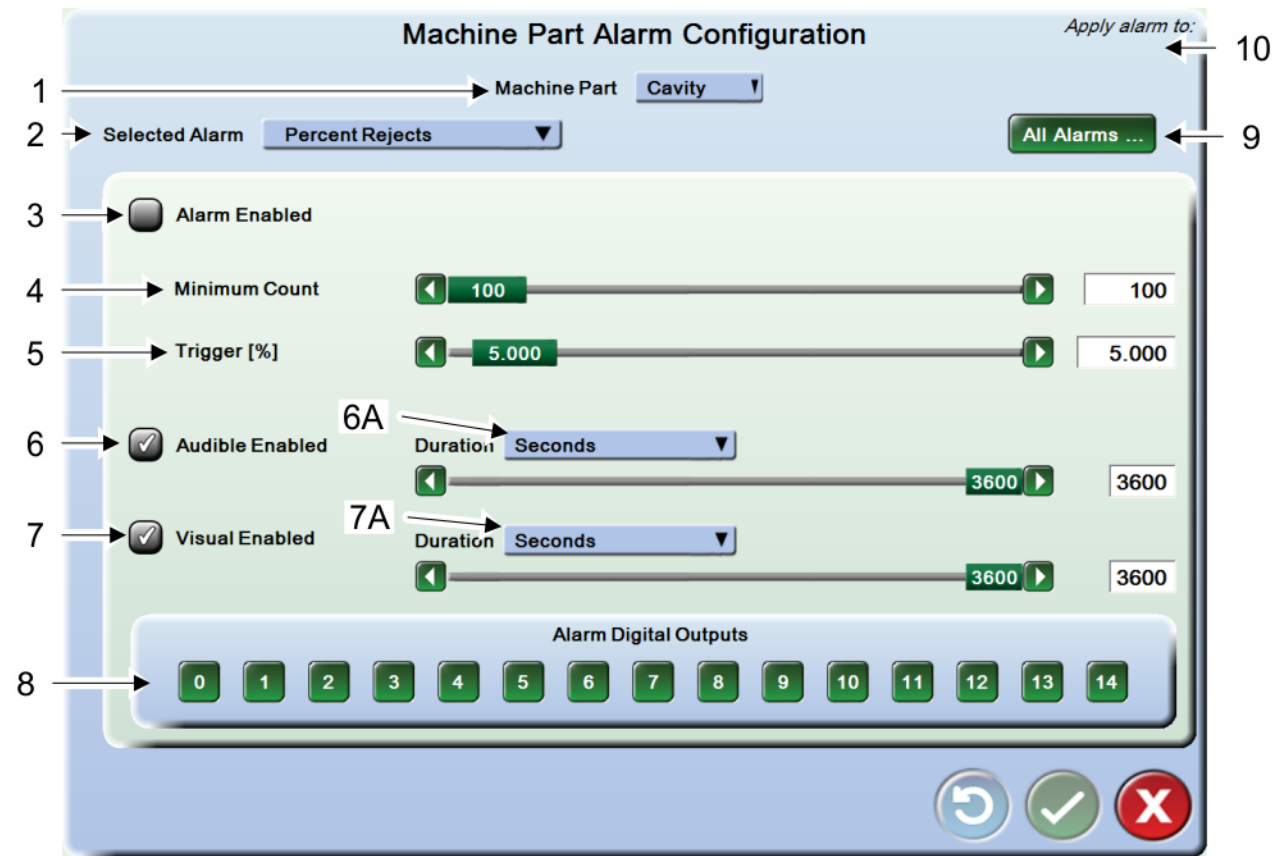 Machine Part Alarm Configuration
Apply alarm to:
10
1
Machine Part Cavity
2
Selected Alarm Percent Rejects
All Alarms ...
9
3
Alarm Enabled
4
Minimum Count 100 100
5
Trigger [%] 5.000 5.000
6A
6
Audible Enabled Duration Seconds
3600 3600
7A
7
Visual Enabled Duration Seconds
3600 3600
Alarm Digital Outputs
8
0 1 2 3 4 5 6 7 8 9 10 11 12 13 14